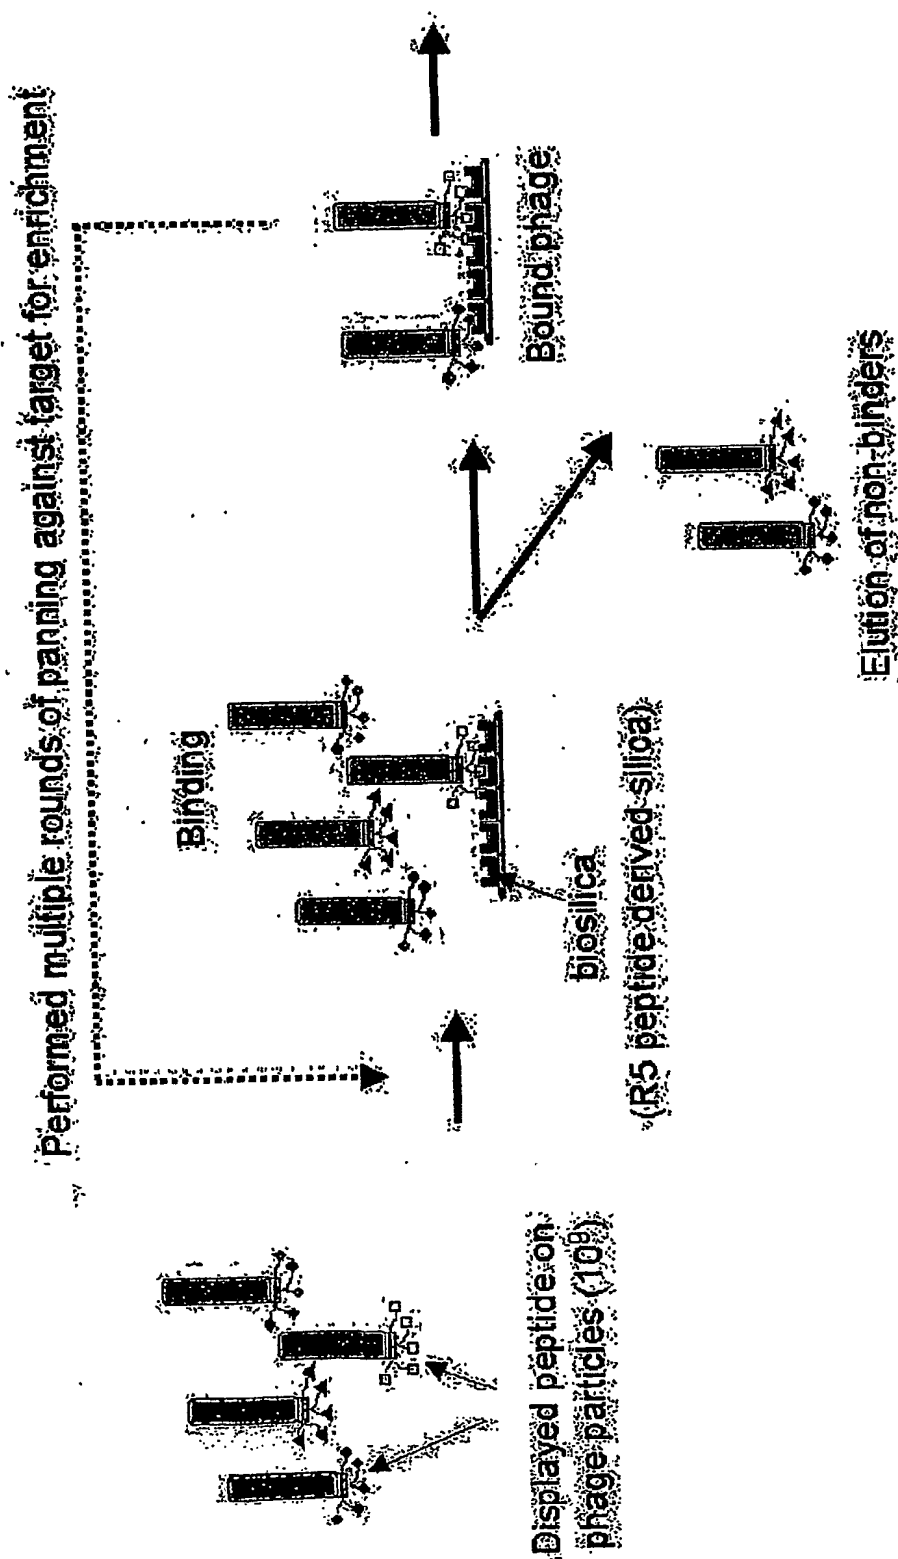 Performed multiple rounds of panning against target for enrichment
Binding
Displayed peptide on
phage particles (10⁹)
biosilica
(R5 peptide derived silica)
Bound phage
Elution of non-binders